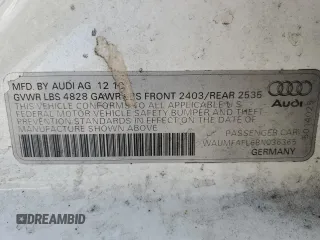 MFD. BY AUDI AG 12 1
GVWR LBS 4828 GAWR LBS FRONT 2403/REAR 2535
THIS VEHICLE CONFORMS TO ALL APPLICABLE U.S.
FEDERAL MOTOR VEHICLE SAFETY BUMPER AND THEFT
PREVENTION STANDARDS IN EFFECT ON THE DATE OF
MANUFACTURE SHOWN ABOVE
Audi
PASSENGER CAR
GERMANY
DREAMBID